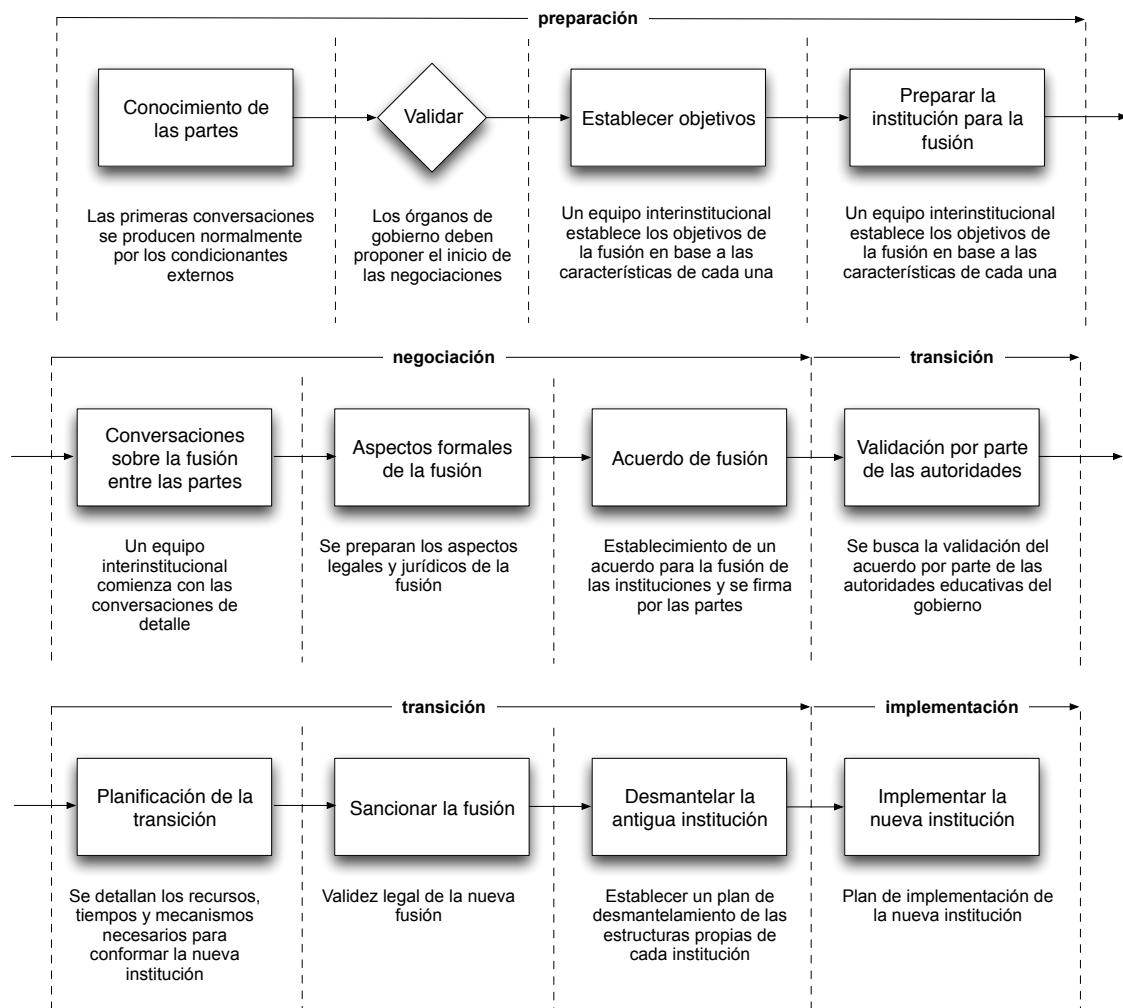 preparación
Conocimiento de
las partes
Validar
Establecer objetivos
Preparar la
institución para la
fusión
Las primeras conversaciones
se producen normalmente
por los condicionantes
externos
Los órganos de
gobierno deben
proponer el inicio de
las negociaciones
Un equipo interinstitucional
establece los objetivos de
la fusión en base a las
características de cada una
Un equipo interinstitucional
establece los objetivos de
la fusión en base a las
características de cada una
negociación
transición
Conversaciones
sobre la fusión
entre las partes
Aspectos formales
de la fusión
Acuerdo de fusión
Validación por parte
de las autoridades
Un equipo
interinstitucional
comienza con las
conversaciones de
detalle
Se preparan los aspectos
legales y jurídicos de la
fusión
Establecimiento de un
acuerdo para la fusión de
las instituciones y se firma
por las partes
Se busca la validación del
acuerdo por parte de las
autoridades educativas del
gobierno
transición
implementación
Planificación de la
transición
Sancionar la fusión
Desmantelar la
antigua institución
Implementar la
nueva institución
Se detallan los recursos,
tiempos y mecanismos
necesarios para
conformar la nueva
institución
Validez legal de la nueva
fusión
Establecer un plan de
desmantelamiento de las
estructuras propias de
cada institución
Plan de implementación de
la nueva institución